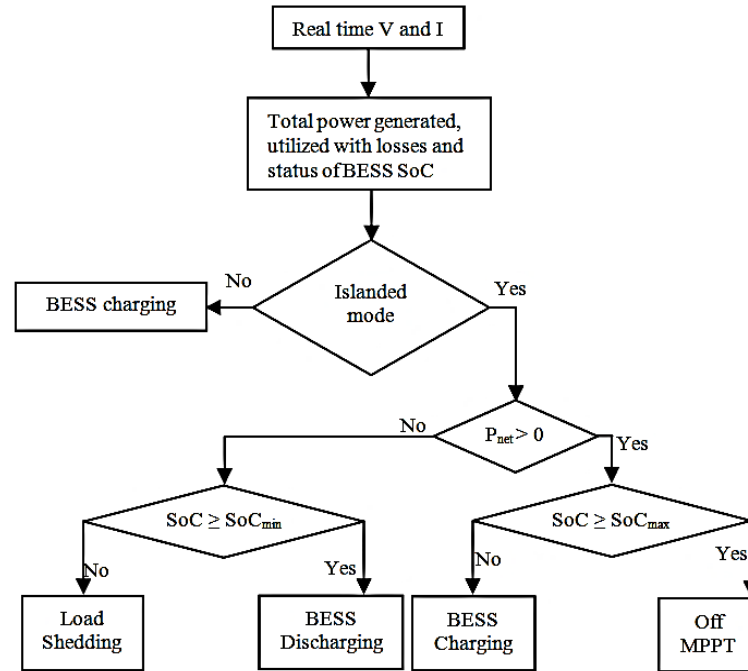 Real time V and I
Total power generated,
utilized with losses and
status of BESS SoC
No
Islanded
mode
Yes
BESS charging
No
Pnet > 0
Yes
SoC ≥ SoCmin
SoC ≥ SoCmax
No
Yes
No
Yes
Load
Shedding
BESS
Discharging
BESS
Charging
Off
MPPT